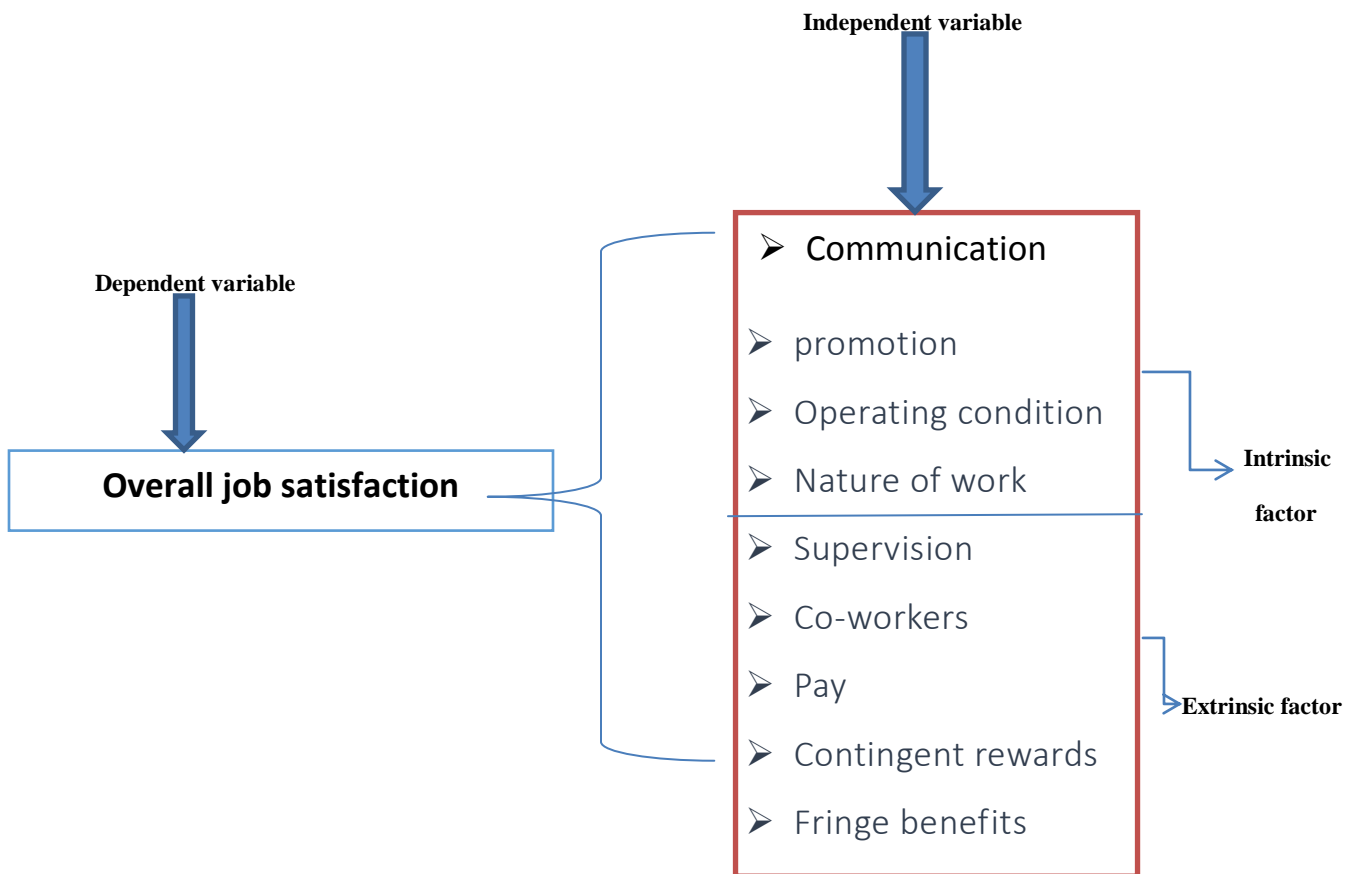 Independent variable
Dependent variable
Overall job satisfaction
➢ Communication
➢ promotion
➢ Operating condition
➢ Nature of work
➢ Supervision
➢ Co-workers
➢ Pay
➢ Contingent rewards
➢ Fringe benefits
Intrinsic
factor
Extrinsic factor